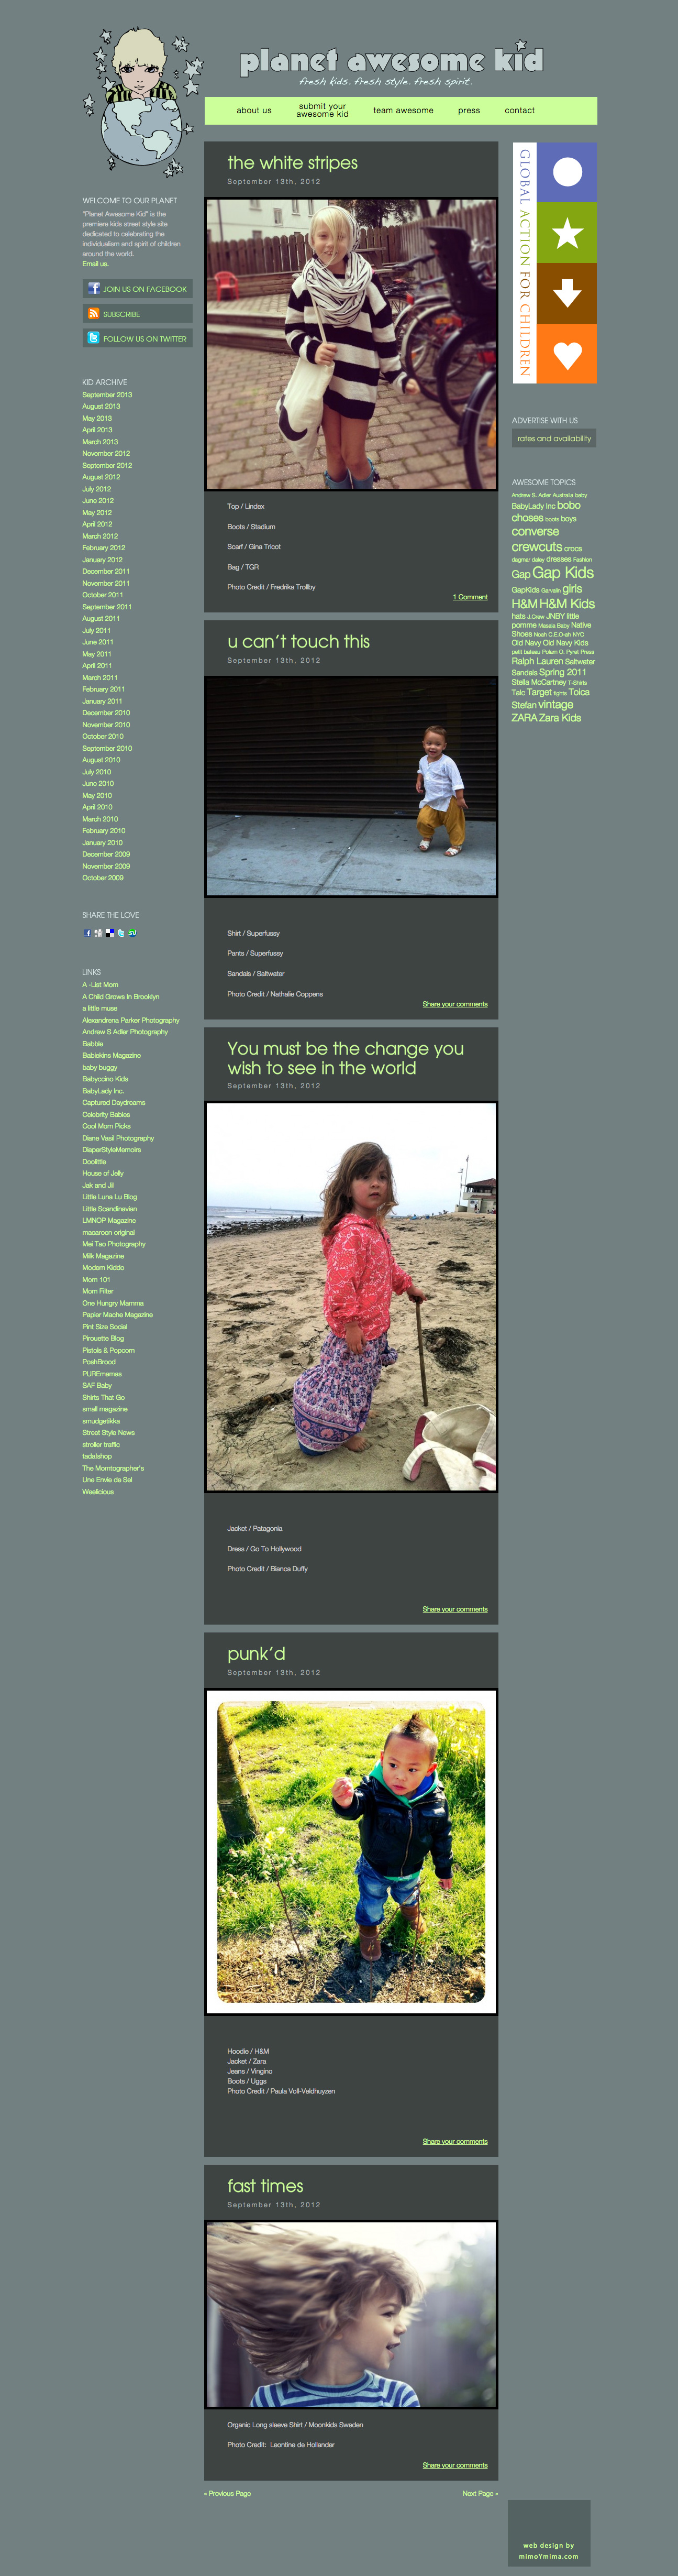 planet awesome kid
fresh kids. fresh style. fresh spirit.
about us
submit your
awesome kid
team awesome
press
contact
WELCOME TO OUR PLANET
"Planet Awesome Kid" is the
premiere kids street style site
dedicated to celebrating the
individualism and spirit of children
around the world.
Email us.
JOIN US ON FACEBOOK
SUBSCRIBE
FOLLOW US ON TWITTER
KID ARCHIVE
September 2013
August 2013
May 2013
April 2013
March 2013
November 2012
September 2012
August 2012
July 2012
June 2012
May 2012
April 2012
March 2012
February 2012
January 2012
December 2011
November 2011
October 2011
September 2011
August 2011
July 2011
June 2011
May 2011
April 2011
March 2011
February 2011
January 2011
December 2010
November 2010
October 2010
September 2010
August 2010
July 2010
June 2010
May 2010
April 2010
March 2010
February 2010
January 2010
December 2009
November 2009
October 2009
SHARE THE LOVE
LINKS
A -List Mom
A Child Grows In Brooklyn
a little muse
Alexandrena Parker Photography
Andrew S Adler Photography
Babble
Babiekins Magazine
baby buggy
Babyccino Kids
BabyLady Inc.
Captured Daydreams
Celebrity Babies
Cool Mom Picks
Diane Vasil Photography
DiaperStyleMemoirs
Doolittle
House of Jelly
Jak and Jil
Little Luna Lu Blog
Little Scandinavian
LMNOP Magazine
macaroon original
Mei Tao Photography
Milk Magazine
Modern Kiddo
Mom 101
Mom Filter
One Hungry Mamma
Papier Mache Magazine
Pint Size Social
Pirouette Blog
Pistols & Popcorn
PoshBrood
PUREmamas
SAF Baby
Shirts That Go
small magazine
smudgetikka
Street Style News
stroller traffic
tada!shop
The Momtographer's
Une Envie de Sel
Weelicious
the white stripes
September 13th, 2012
Top / Lindex
Boots / Stadium
Scarf / Gina Tricot
Bag / TGR
Photo Credit / Fredrika Trollby
1 Comment
u can't touch this
September 13th, 2012
Shirt / Superfussy
Pants / Superfussy
Sandals / Saltwater
Photo Credit / Nathalie Coppens
Share your comments
You must be the change you
wish to see in the world
September 13th, 2012
Jacket / Patagonia
Dress / Go To Hollywood
Photo Credit / Bianca Duffy
Share your comments
punk'd
September 13th, 2012
Hoodie / H&M
Jacket / Zara
Jeans / Vingino
Boots / Uggs
Photo Credit / Paula Voll-Veldhuyzen
Share your comments
fast times
September 13th, 2012
Organic Long sleeve Shirt / Moonkids Sweden
Photo Credit: Leontine de Hollander
Share your comments
« Previous Page
Next Page »
GLOBAL ACTION FOR CHILDREN
ADVERTISE WITH US
rates and availability
AWESOME TOPICS
Andrew S. Adler Australia baby
BabyLady Inc bobo
choses boots boys
converse
crewcuts crocs
dagmar daley dresses Fashion
Gap Gap Kids
GapKids Garvalin girls
H&M H&M Kids
hats J.Crew JNBY little
pomme Masala Baby Native
Shoes Noah C.E.O-ah NYC
Old Navy Old Navy Kids
petit bateau Polarn O. Pyret Press
Ralph Lauren Saltwater
Sandals Spring 2011
Stella McCartney T-Shirts
Talc Target tights Toica
Stefan vintage
ZARA Zara Kids
web design by
mimoYmima.com